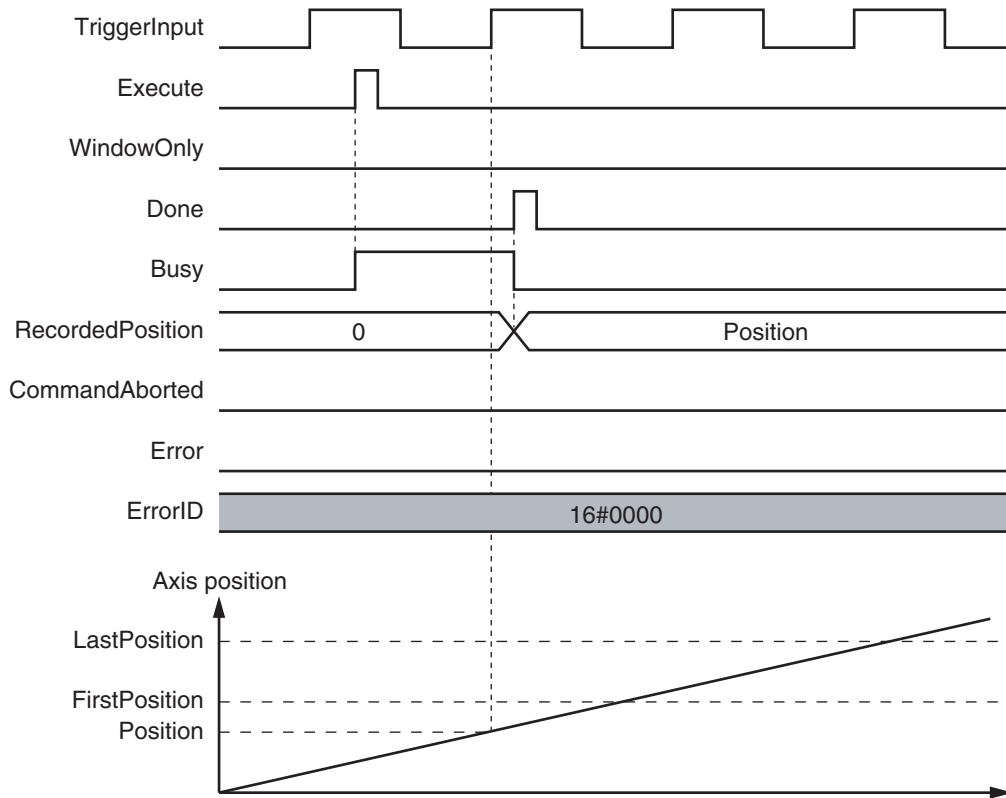 TriggerInput
Execute
WindowOnly
Done
Busy
RecordedPosition
0
Position
CommandAborted
Error
ErrorID
16#0000
Axis position
LastPosition
FirstPosition
Position